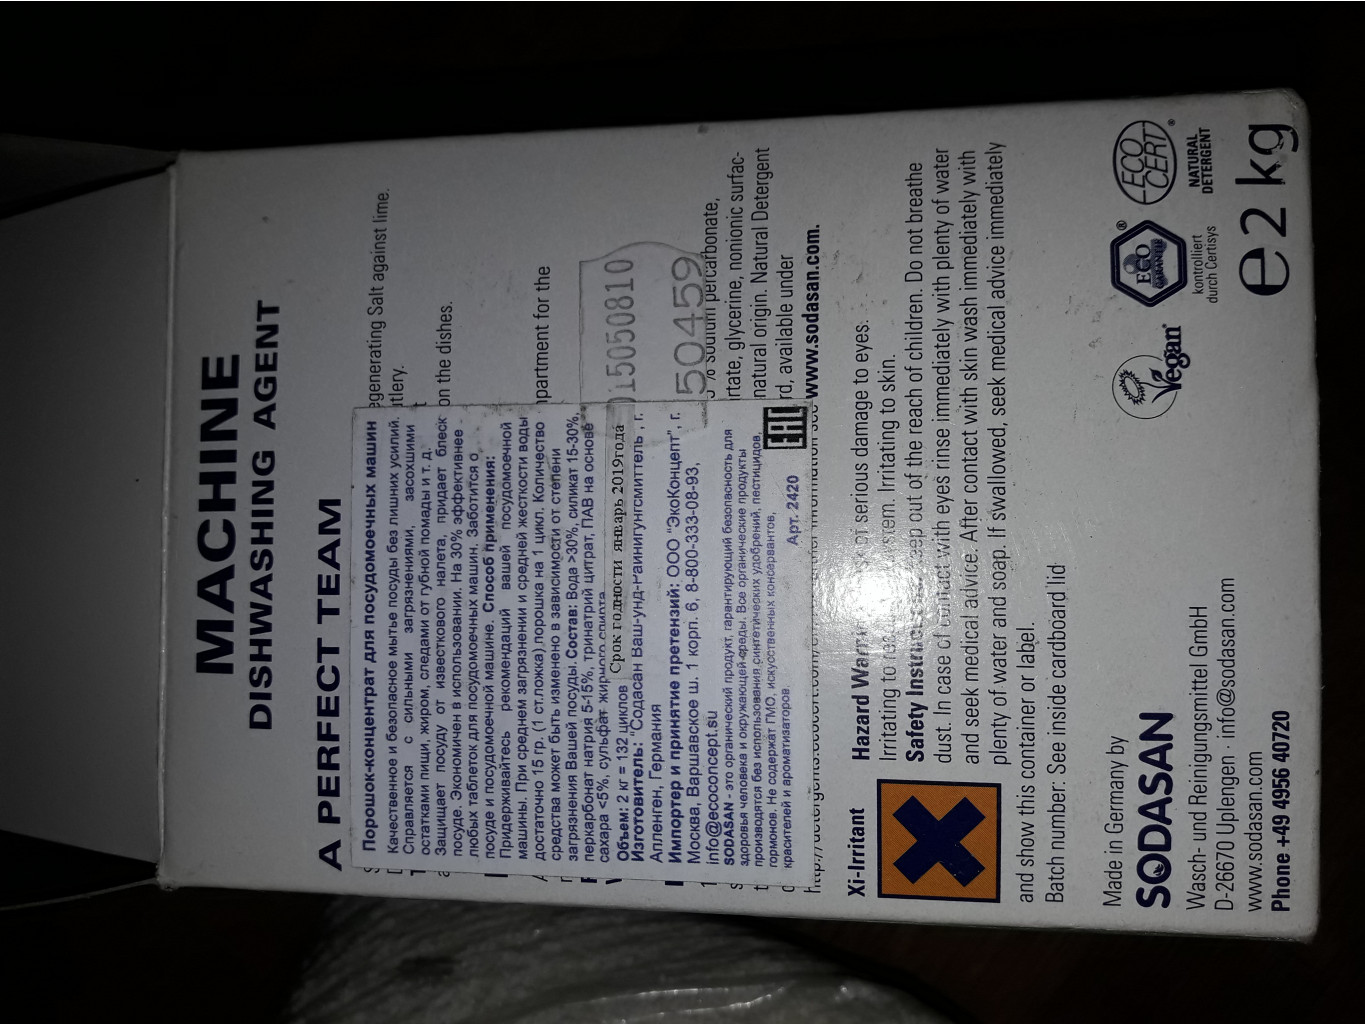 MACHINE
DISHWASHING AGENT
A PERFECT TEAM
egenerating Salt against lime.
tlery.
on the dishes.
partment for the
Порошок-концентрат для посудомоечных машин
Качественное и безопасное мытье посуды без лишних усилий.
Справляется с сильными загрязнениями, засохшими
остатками пищи, жиром, следами от губной помады и т. д.
Защищает посуду от известкового налета, придает блеск
посуде. Экономичен в использовании. На 30% эффективнее
любых таблеток для посудомоечных машин. Заботится о
посуде и посудомоечной машине. Способ применения:
Придерживайтесь рекомендаций вашей посудомоечной
машины. При среднем загрязнении и средней жесткости воды
достаточно 15 гр. (1 ст.ложка) порошка на 1 цикл. Количество
средства может быть изменено в зависимости от степени
загрязнения Вашей посуды. Состав: Вода >30%, силикат 15-30%,
перкарбонат натрия 5-15%, тринатрий цитрат, ПАВ на основе
сахара <5%, сульфат жирного спирта
Объем: 2 кг = 132 циклов
Срок годности январь 2019года
Изготовитель: "Содасан Ваш-унд-Раинигунгсмиттель , г.
Апленген, Германия
Импортер и принятие претензий: ООО "ЭкоКонцепт", г.
Москва, Варшавское ш. 1 корп. 6, 8-800-333-08-93,
info@ecoconcept.su
SODASAN - это органический продукт, гарантирующий безопасность для
здоровья человека и окружающей среды. Все органические продукты
производятся без использования синтетических удобрений, пестицидов,
гормонов. Не содержат ГМО, искусственных консервантов,
красителей и ароматизаторов.
Арт. 2420
EAC
015050810
50459
% sodium percarbonate,
rtate, glycerine, nonionic surfac-
natural origin. Natural Detergent
rd, available under
http://detergents.ecocert.com/ see www.sodasan.com.
Xi-Irritant
Hazard of serious damage to eyes.
Irritating to Irritating to skin.
Safety out of the reach of children. Do not breathe
dust. In case of contact with eyes rinse immediately with plenty of water
and seek medical advice. After contact with skin wash immediately with
plenty of water and soap. If swallowed, seek medical advice immediately
and show this container or label.
Batch number: See inside cardboard lid
Made in Germany by
SODASAN
Wasch- und Reinigungsmittel GmbH
D-26670 Uplengen · info@sodasan.com
www.sodasan.com
Phone +49 4956 40720
Vegan
ECO
GARANTIE
®
kontrolliert
durch Certisys
ECO
CERT
®
NATURAL
DETERGENT
e 2 kg